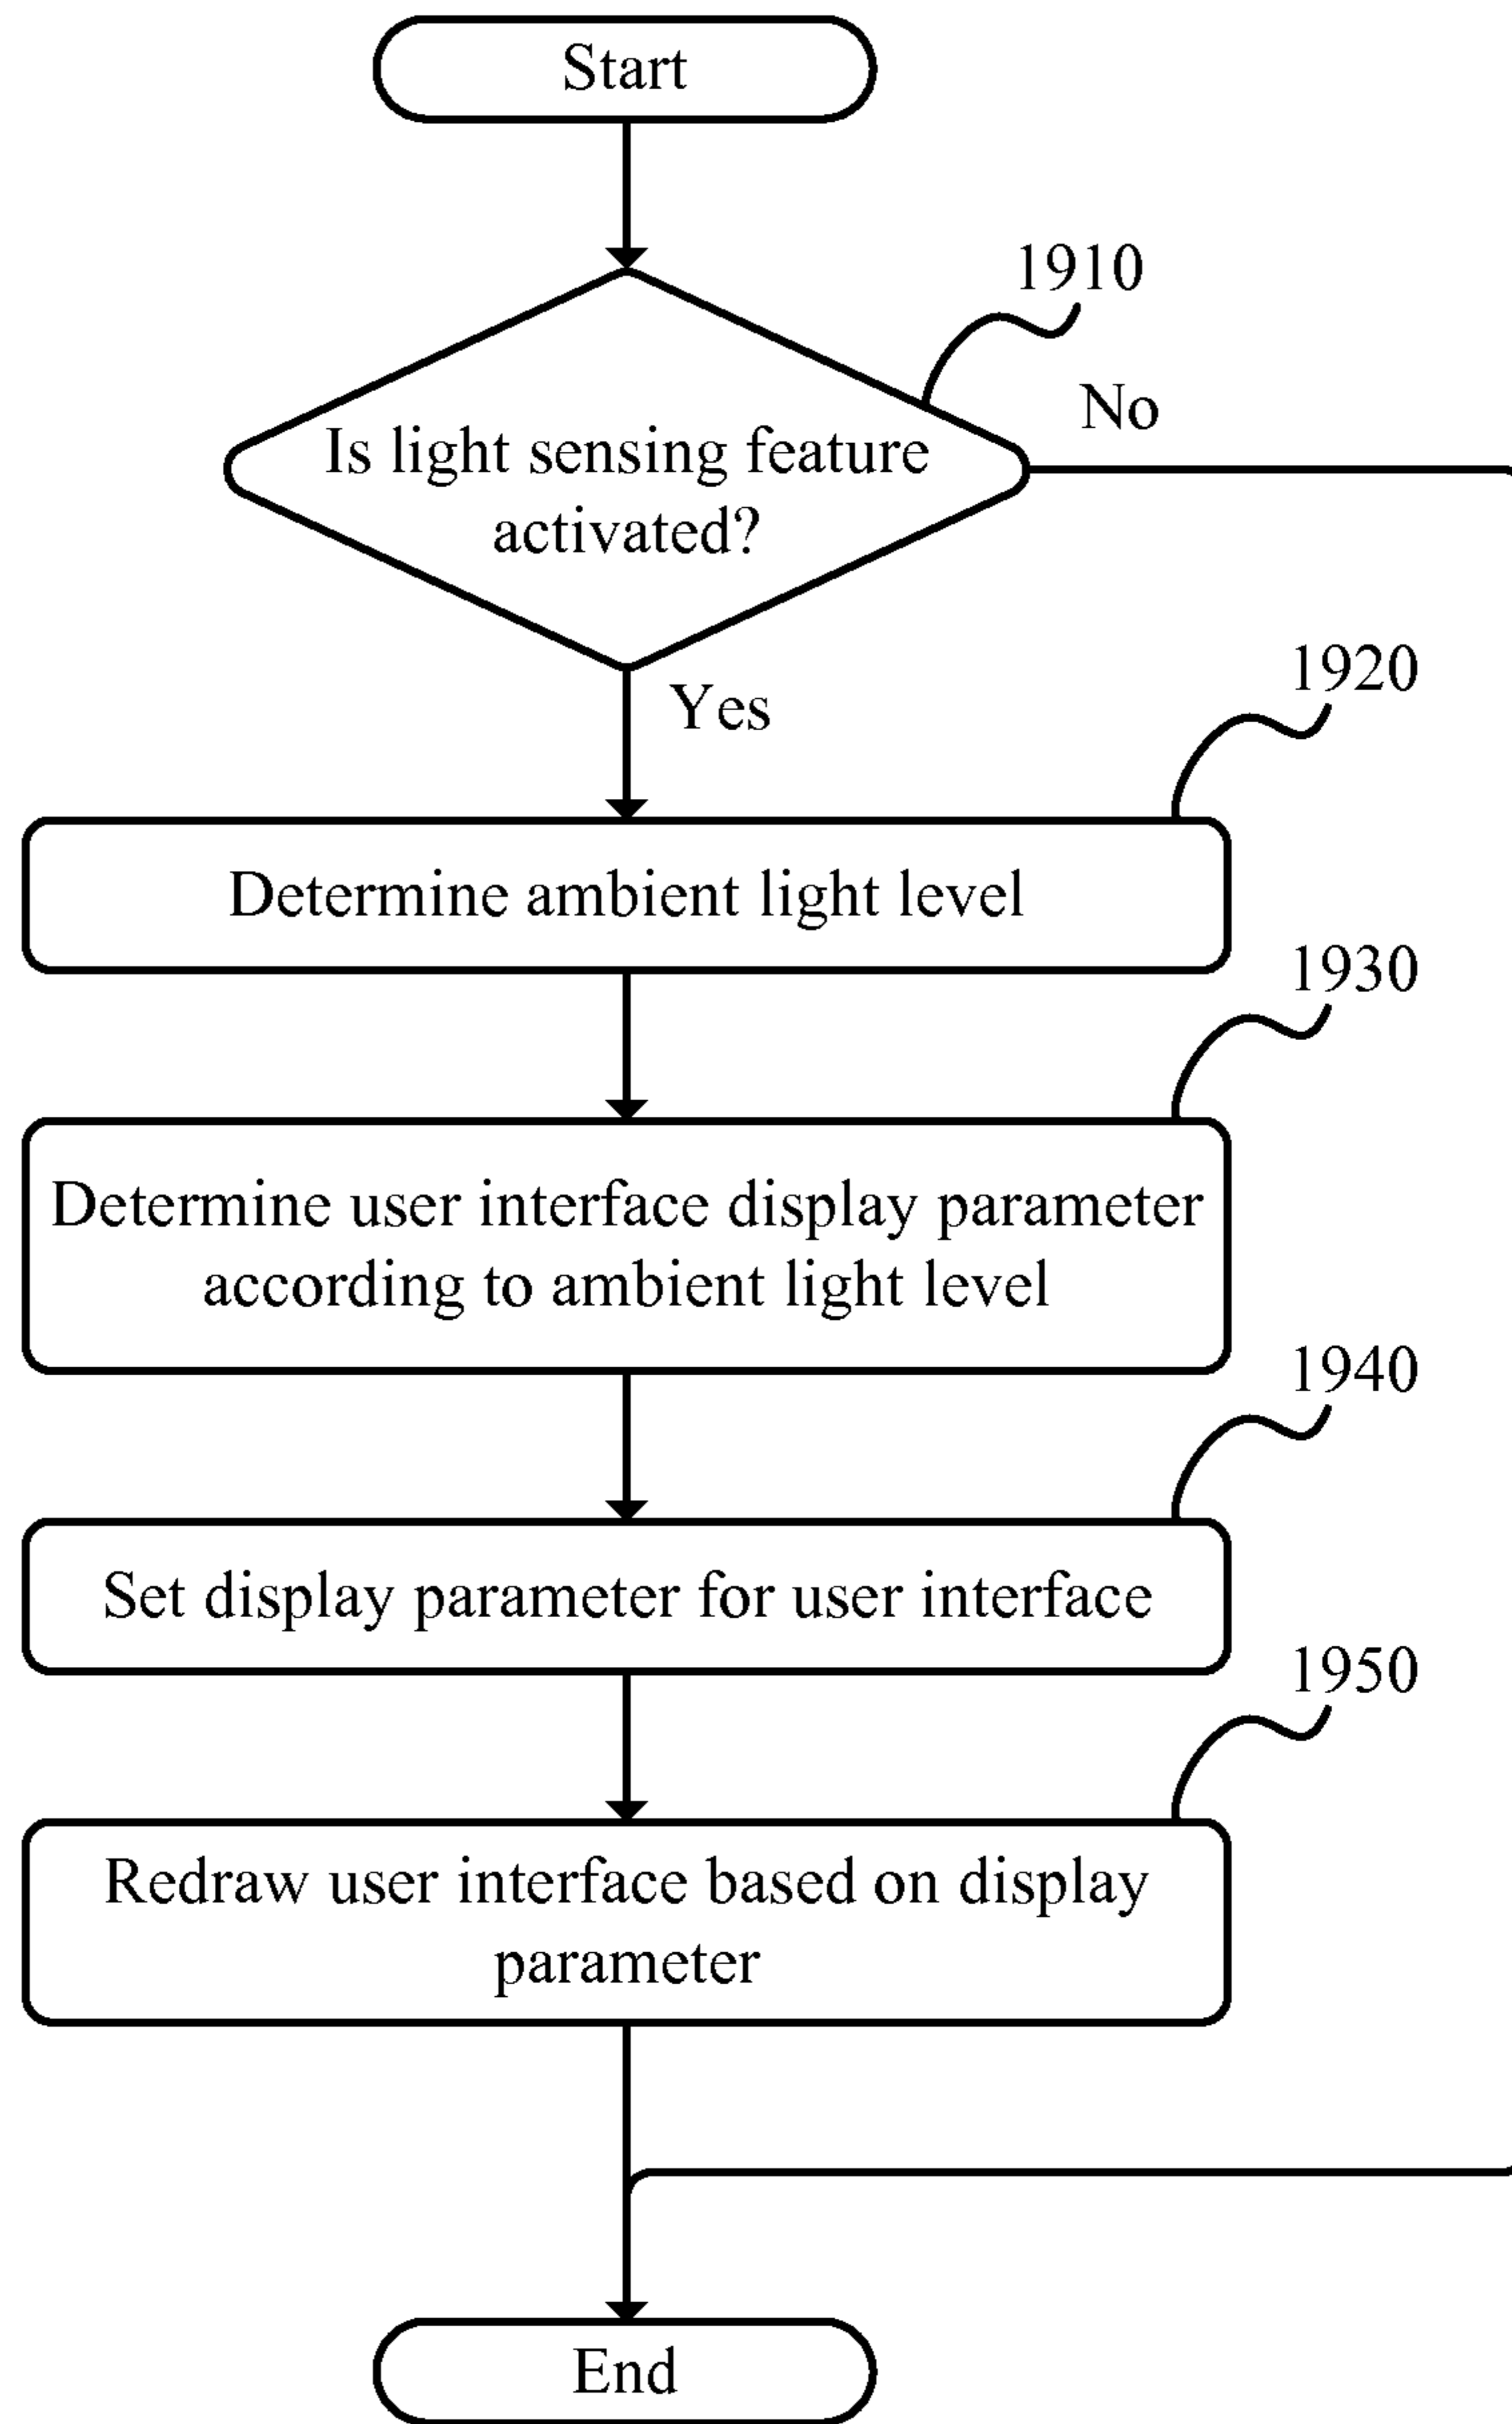 Start
1910
No
Is light sensing feature
activated?
Yes
1920
Determine ambient light level
1930
Determine user interface display parameter
according to ambient light level
1940
Set display parameter for user interface
1950
Redraw user interface based on display
parameter
End